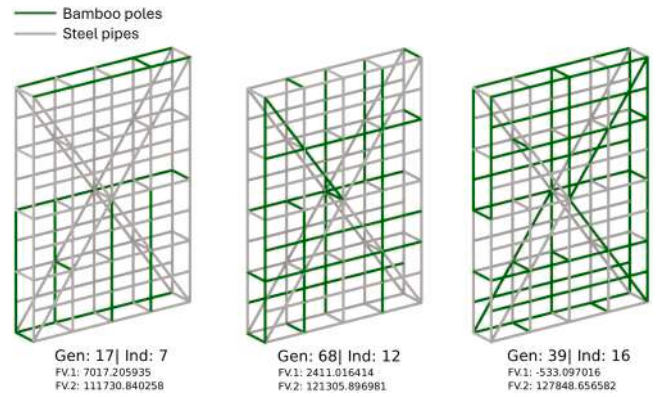 Bamboo poles
Steel pipes
Gen: 17| Ind: 7
FV.1: 7017.205935
FV.2: 111730.840258
Gen: 68| Ind: 12
FV.1: 2411.016414
FV.2: 121305.896981
Gen: 39| Ind: 16
FV.1: -533.097016
FV.2: 127848.656582